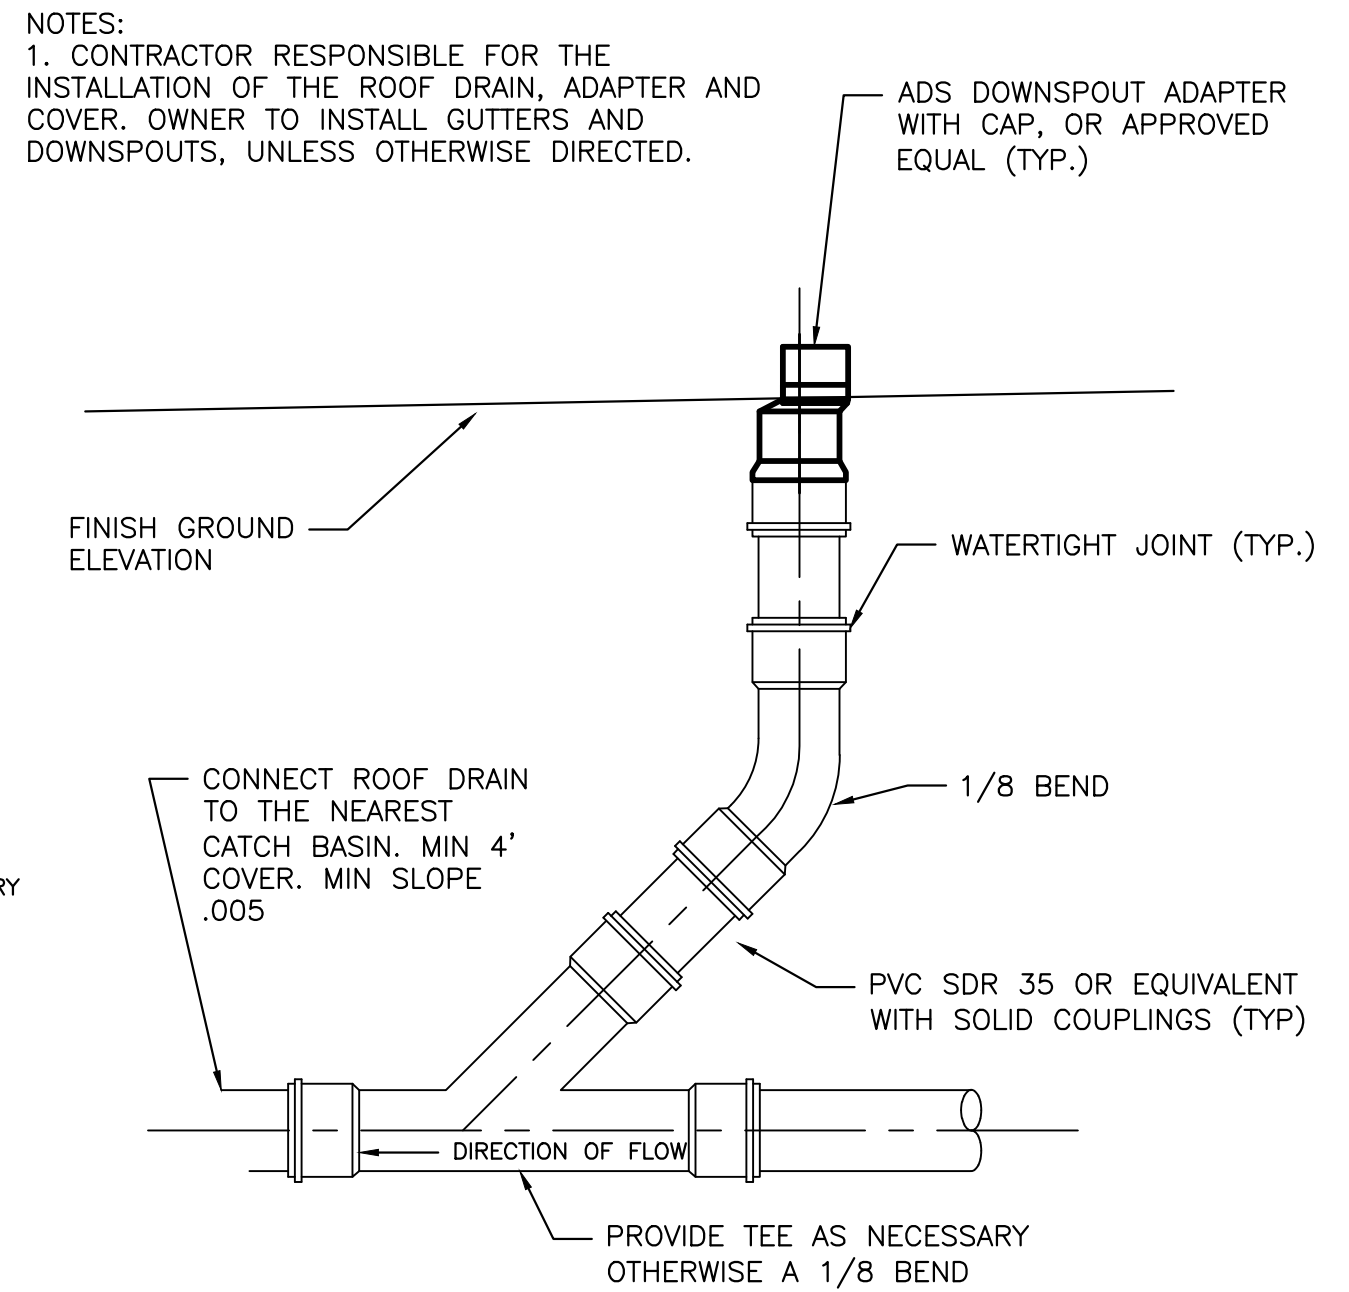 NOTES:
1. CONTRACTOR RESPONSIBLE FOR THE
INSTALLATION OF THE ROOF DRAIN, ADAPTER AND
COVER. OWNER TO INSTALL GUTTERS AND
DOWNSPOUTS, UNLESS OTHERWISE DIRECTED.
ADS DOWNSPOUT ADAPTER
WITH CAP, OR APPROVED
EQUAL (TYP.)
FINISH GROUND
ELEVATION
WATERTIGHT JOINT (TYP.)
CONNECT ROOF DRAIN
TO THE NEAREST
CATCH BASIN. MIN 4'
COVER. MIN SLOPE
.005
1/8 BEND
RY
PVC SDR 35 OR EQUIVALENT
WITH SOLID COUPLINGS (TYP)
DIRECTION OF FLOW
PROVIDE TEE AS NECESSARY
OTHERWISE A 1/8 BEND